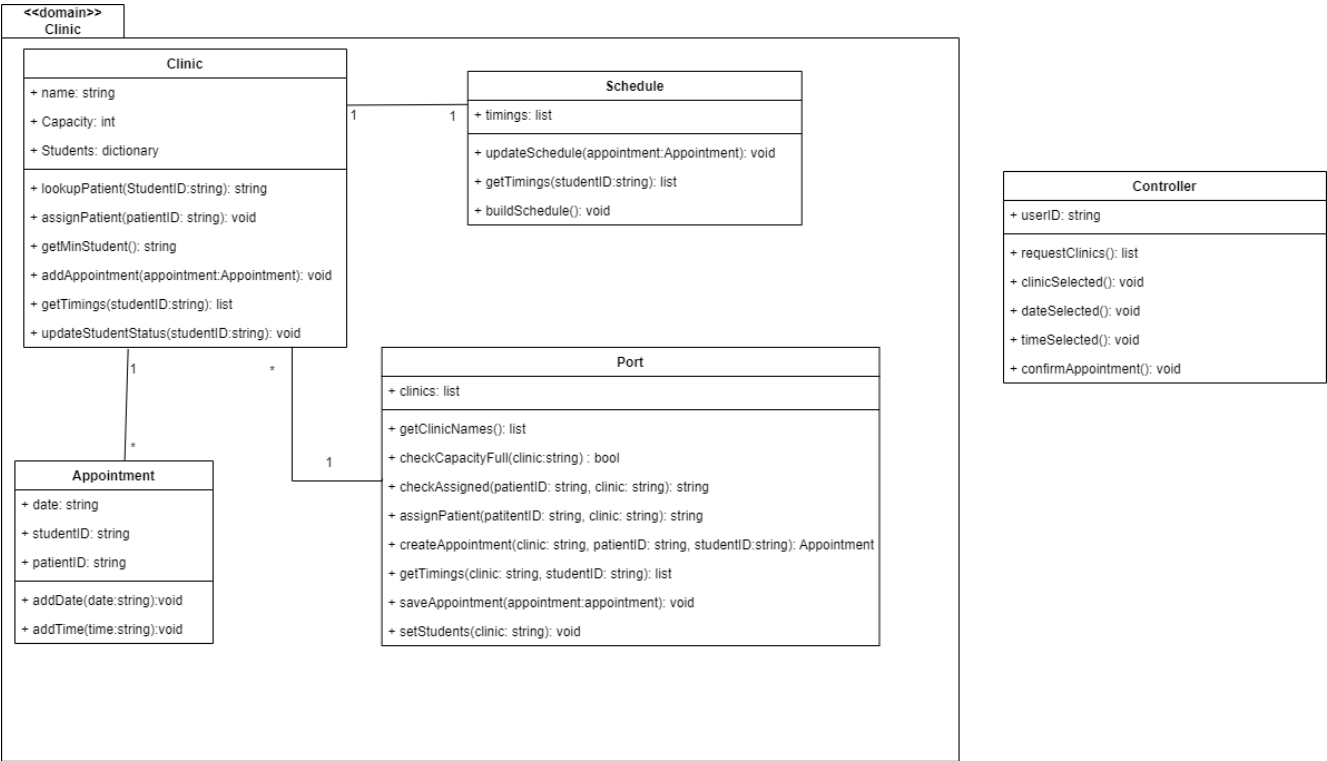 <<domain>>
Clinic
Clinic
+ name: string
+ Capacity: int
+ Students: dictionary
+ lookupPatient(StudentID:string): string
+ assignPatient(patientID: string): void
+ getMinStudent(): string
+ addAppointment(appointment:Appointment): void
+ getTimings(studentID:string): list
+ updateStudentStatus(studentID:string): void
1
1
Schedule
+ timings: list
+ updateSchedule(appointment:Appointment): void
+ getTimings(studentID:string): list
+ buildSchedule(): void
Controller
+ userID: string
+ requestClinics(): list
+ clinicSelected(): void
+ dateSelected(): void
+ timeSelected(): void
+ confirmAppointment(): void
1
*
*
1
Port
+ clinics: list
+ getClinicNames(): list
+ checkCapacityFull(clinic:string) : bool
+ checkAssigned(patientID: string, clinic: string): string
+ assignPatient(patitentID: string, clinic: string): string
+ createAppointment(clinic: string, patientID: string, studentID:string): Appointment
+ getTimings(clinic: string, studentID: string): list
+ saveAppointment(appointment:appointment): void
+ setStudents(clinic: string): void
Appointment
+ date: string
+ studentID: string
+ patientID: string
+ addDate(date:string):void
+ addTime(time:string):void